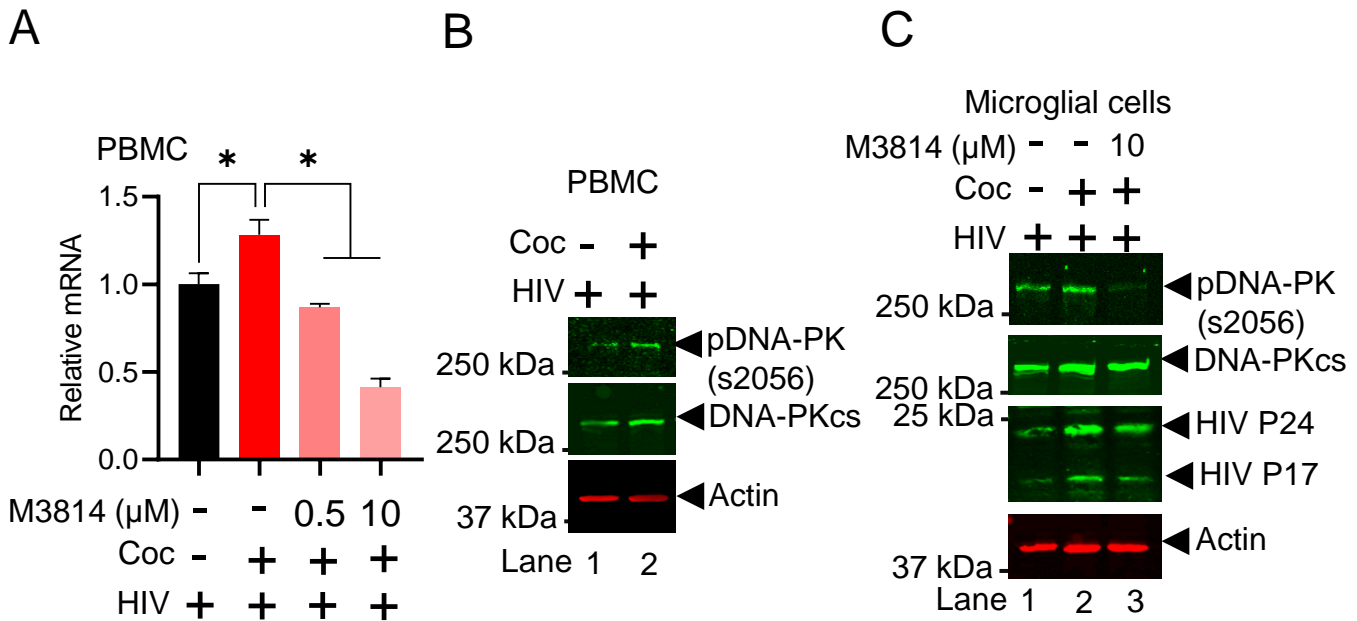 A
PBMC
* *
Relative mRNA
1.5
1.0
0.5
0.0
M3814 (µM) - - 0.5 10
Coc - + + +
HIV + + + +
B
PBMC
Coc - +
HIV + +
250 kDa
pDNA-PK
(s2056)
250 kDa
DNA-PKcs
37 kDa
Actin
Lane 1 2
C
Microglial cells
M3814 (µM) - - 10
Coc - + +
HIV + + +
250 kDa
pDNA-PK
(s2056)
250 kDa
DNA-PKcs
25 kDa
HIV P24
HIV P17
37 kDa
Actin
Lane 1 2 3